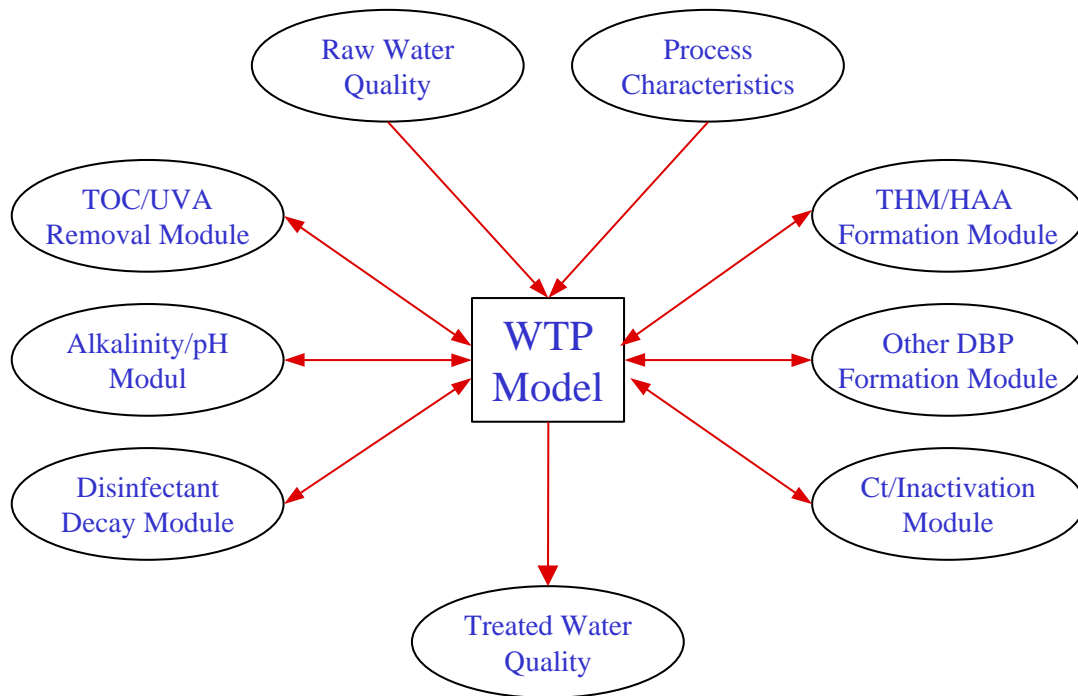 Raw Water
Quality
Process
Characteristics
TOC/UVA
Removal Module
THM/HAA
Formation Module
Alkalinity/pH
Modul
WTP
Model
Other DBP
Formation Module
Disinfectant
Decay Module
Ct/Inactivation
Module
Treated Water
Quality